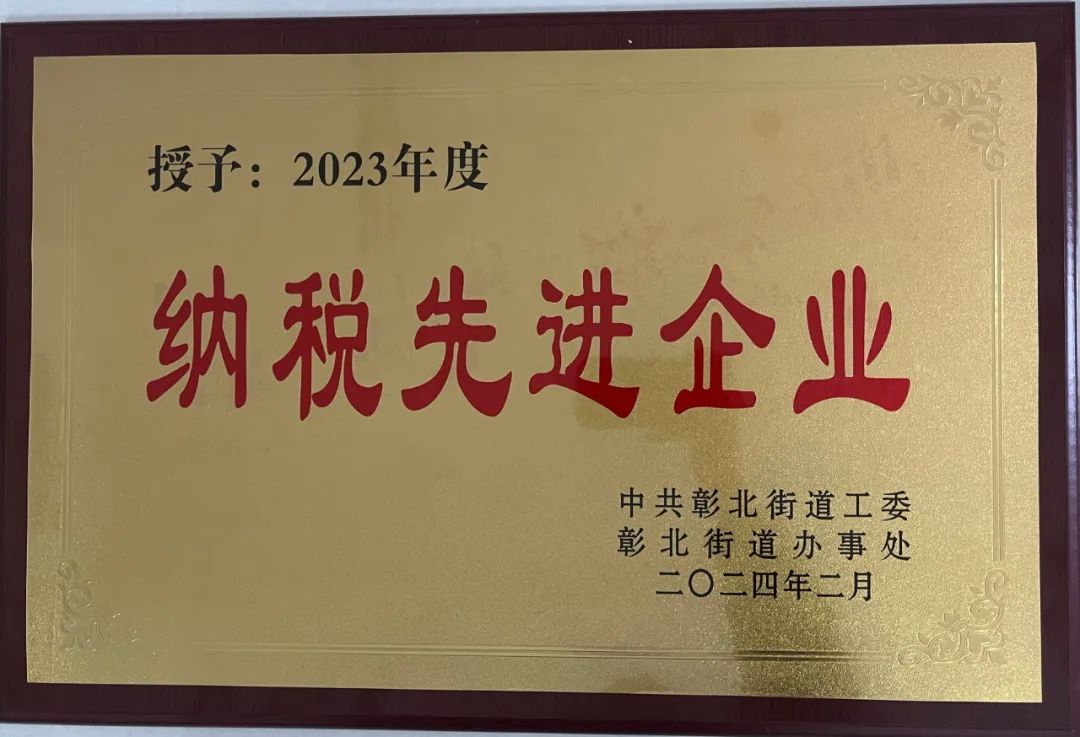 授予：2023年度
纳税先进企业
中共彰北街道工委
彰北街道办事处
二〇二四年二月